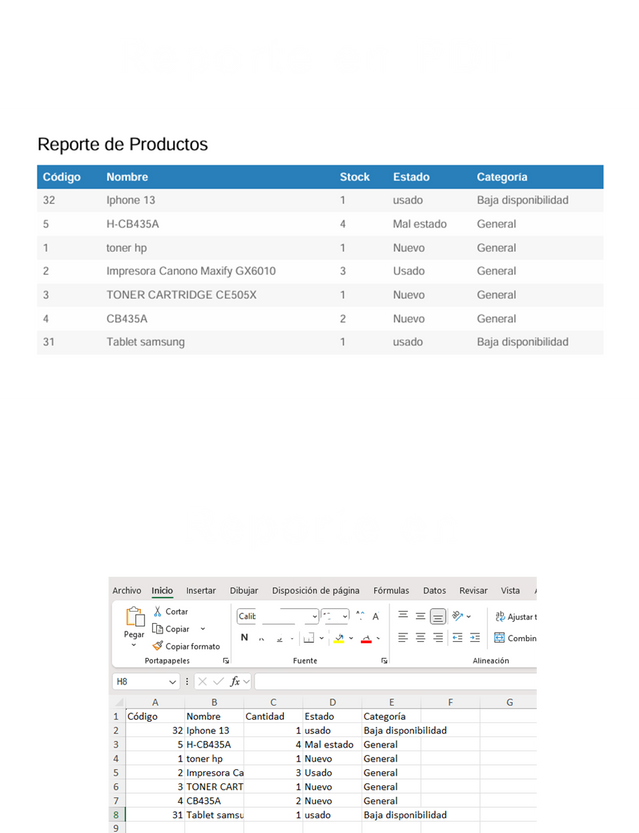 Reporte de Productos
Código Nombre Stock Estado Categoría
32 Iphone 13 1 usado Baja disponibilidad
5 H-CB435A 4 Mal estado General
1 toner hp 1 Nuevo General
2 Impresora Canono Maxify GX6010 3 Usado General
3 TONER CARTRIDGE CE505X 1 Nuevo General
4 CB435A 2 Nuevo General
31 Tablet samsung 1 usado Baja disponibilidad
Archivo Inicio Insertar Dibujar Disposición de página Fórmulas Datos Revisar Vista
Pegar
Cortar
Copiar
Copiar formato
Portapapeles
Calib
A
N
Fuente
Ajustar t
Combin
Alineación
H8 fx
A B C D E F G
1 Código Nombre Cantidad Estado Categoría
2 32 Iphone 13 1 usado Baja disponibilidad
3 5 H-CB435A 4 Mal estado General
4 1 toner hp 1 Nuevo General
5 2 Impresora Ca 3 Usado General
6 3 TONER CART 1 Nuevo General
7 4 CB435A 2 Nuevo General
8 31 Tablet samsu 1 usado Baja disponibilidad
9